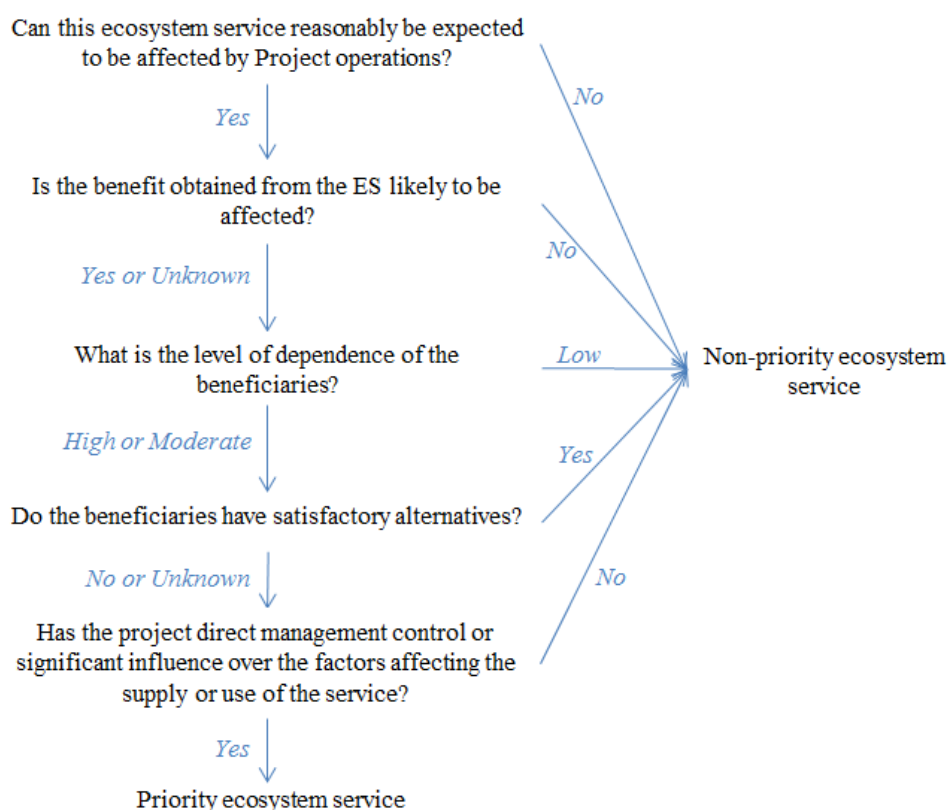 Can this ecosystem service reasonably be expected
to be affected by Project operations?
No
Yes
Is the benefit obtained from the ES likely to be
affected?
No
Yes or Unknown
What is the level of dependence of the
beneficiaries?
Low
Non-priority ecosystem
service
High or Moderate
Yes
Do the beneficiaries have satisfactory alternatives?
No or Unknown
No
Has the project direct management control or
significant influence over the factors affecting the
supply or use of the service?
Yes
Priority ecosystem service